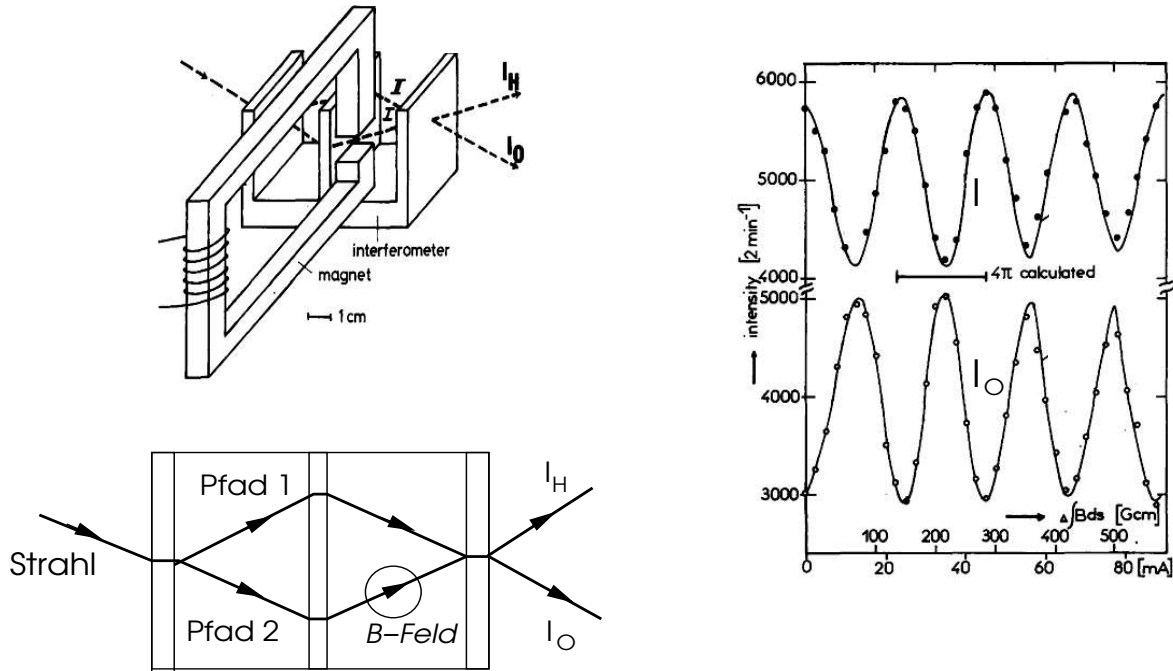 I
I
I_H
I_O
interferometer
magnet
1 cm
Strahl
Pfad 1
Pfad 2
B–Feld
I_H
I_O
intensity [2 min⁻¹]
6000
5000
4000
5000
4000
3000
I
4π calculated
I_O
Δ∫Bds [Gcm]
100 200 300 400 500
0 20 40 60 80 [mA]